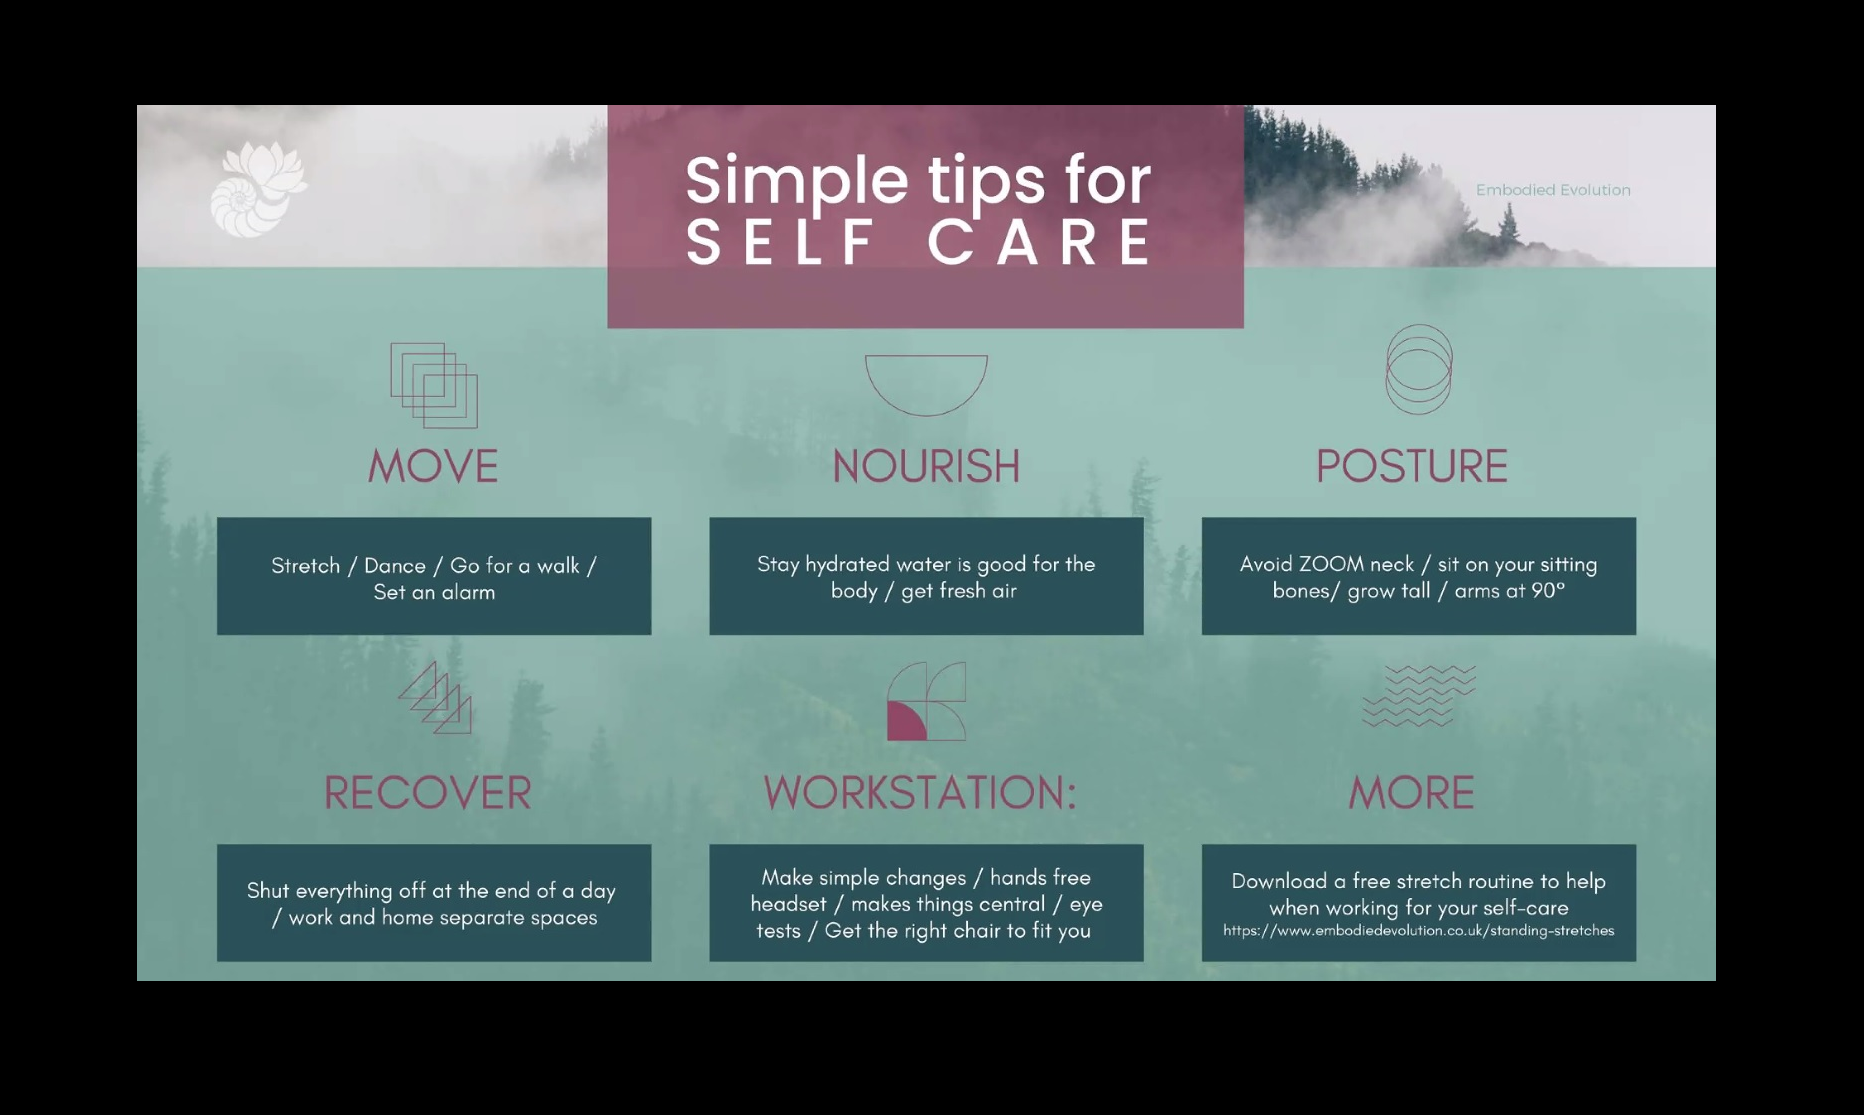 Simple tips for
SELF CARE
Embodied Evolution
MOVE
Stretch / Dance / Go for a walk /
Set an alarm
NOURISH
Stay hydrated water is good for the
body / get fresh air
POSTURE
Avoid ZOOM neck / sit on your sitting
bones/ grow tall / arms at 90°
RECOVER
Shut everything off at the end of a day
/ work and home separate spaces
WORKSTATION:
Make simple changes / hands free
headset / makes things central / eye
tests / Get the right chair to fit you
MORE
Download a free stretch routine to help
when working for your self-care
https://www.embodiedevolution.co.uk/standing-stretches